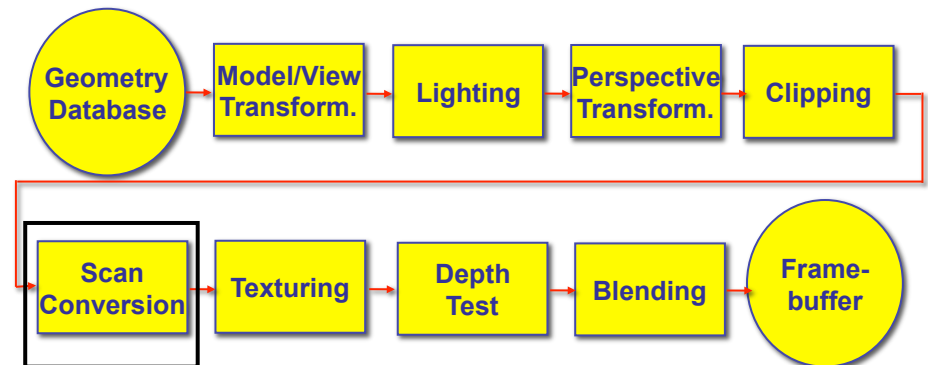 Geometry
Database
Model/View
Transform.
Lighting
Perspective
Transform.
Clipping
Scan
Conversion
Texturing
Depth
Test
Blending
Frame-
buffer